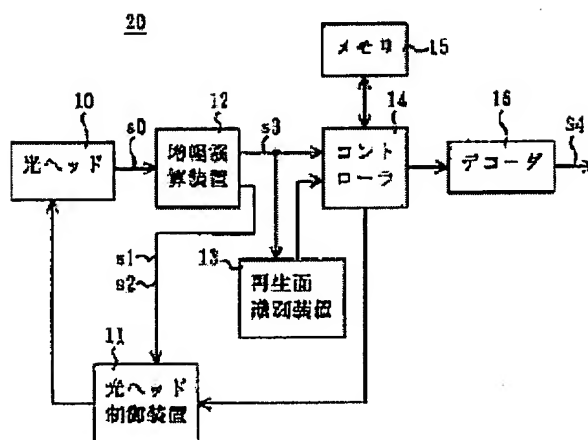 20
メモリ
15
10
12
14
16
s0
s3
S4
光ヘッド
増幅演
算装置
コント
ローラ
デコーダ
s1
s2
13
再生面
識別装置
11
光ヘッド
制御装置